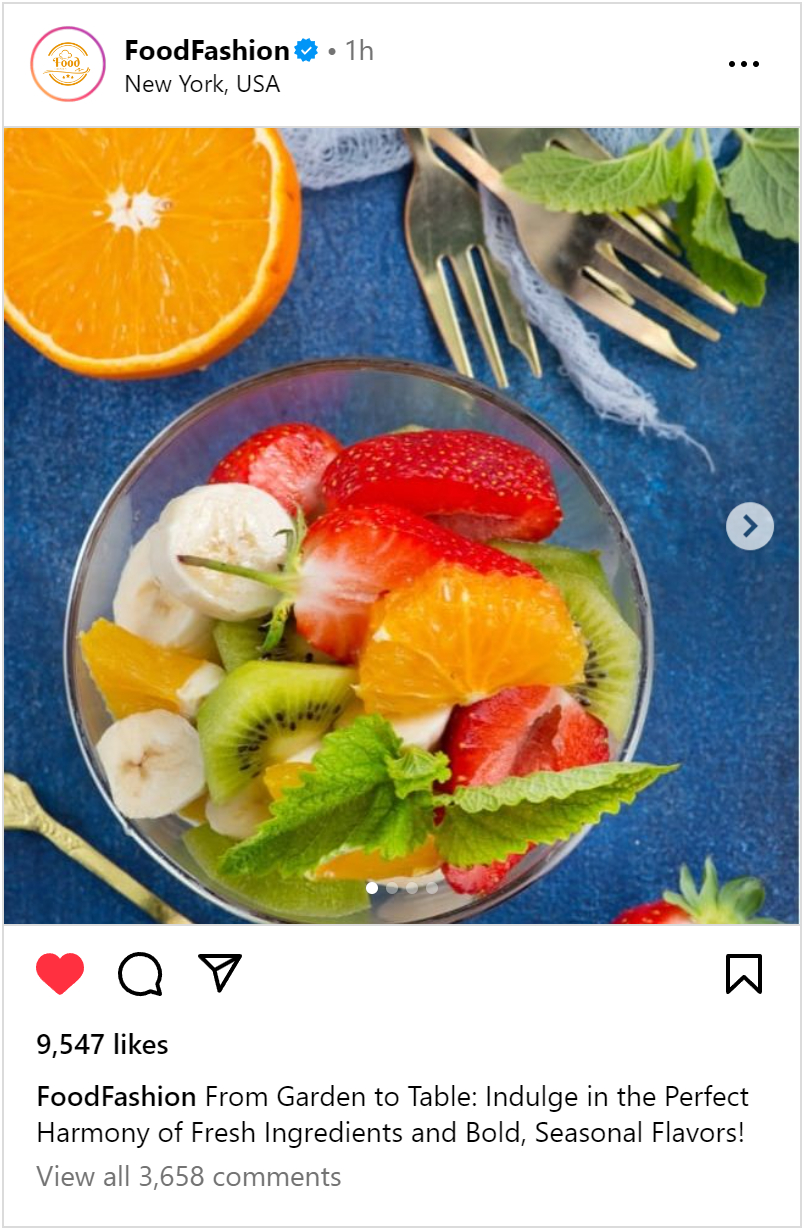 Food
FoodFashion • 1h
New York, USA
9,547 likes
FoodFashion From Garden to Table: Indulge in the Perfect
Harmony of Fresh Ingredients and Bold, Seasonal Flavors!
View all 3,658 comments